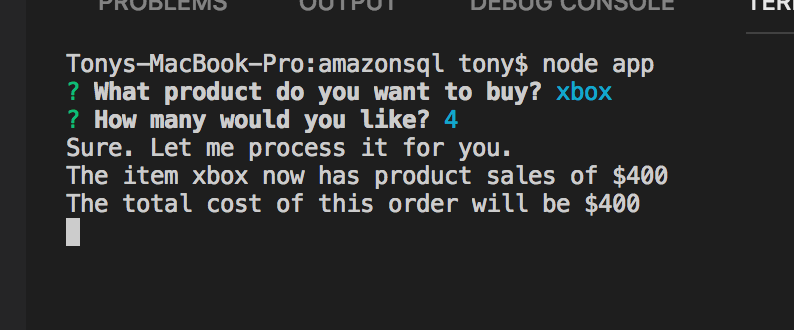 PROBLEMS OUTPUT DEBUG CONSOLE
Tonys-MacBook-Pro:amazonsql tony$ node app
? What product do you want to buy? xbox
? How many would you like? 4
Sure. Let me process it for you.
The item xbox now has product sales of $400
The total cost of this order will be $400